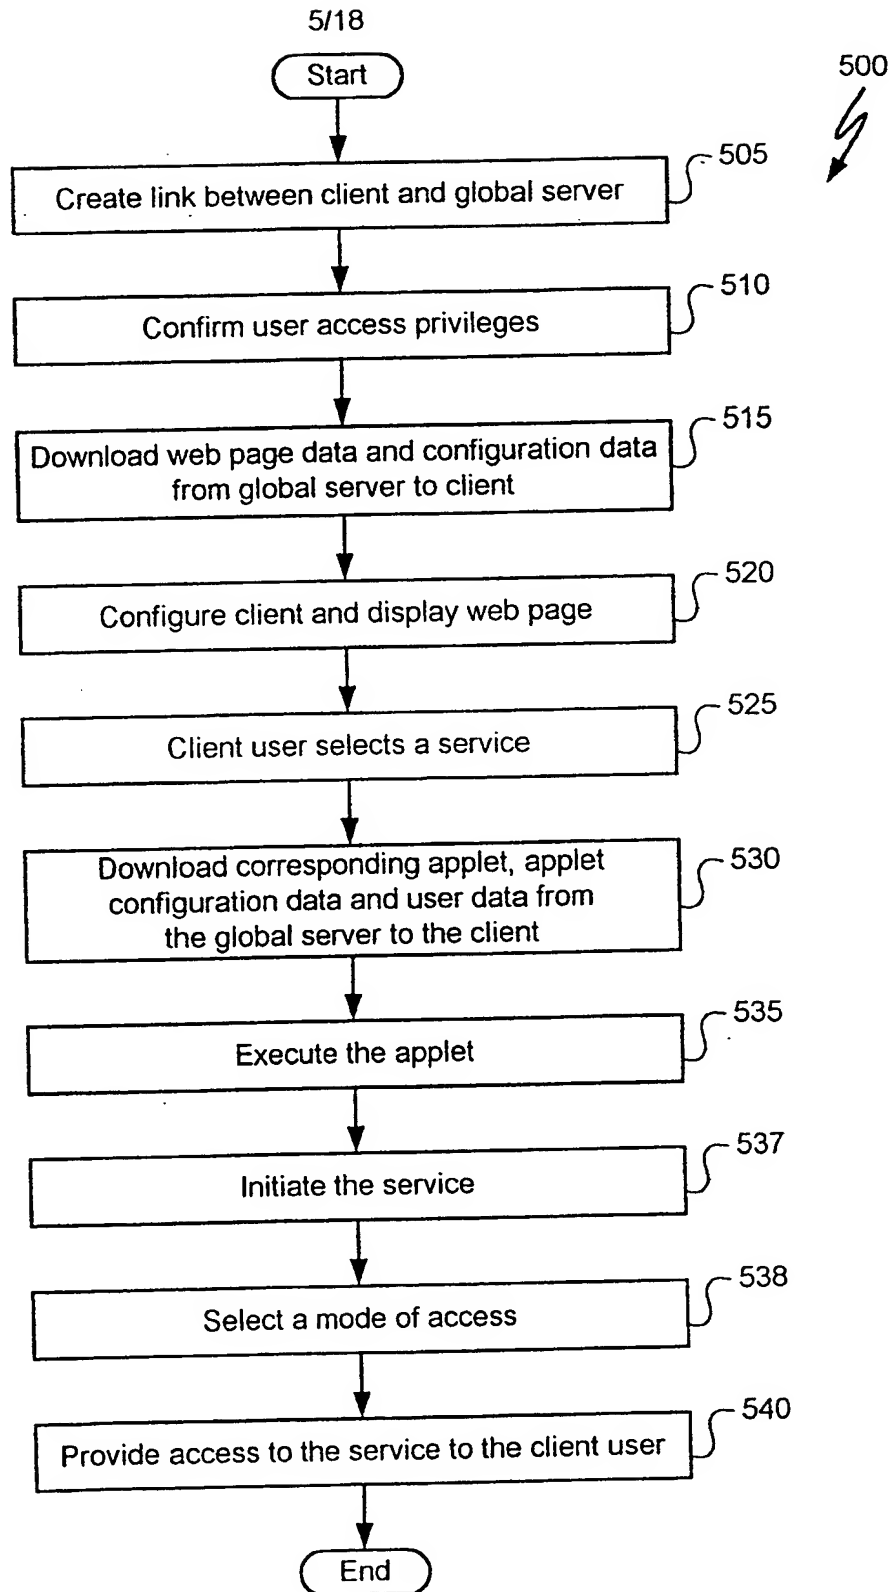 5/18
Start
500
505
Create link between client and global server
510
Confirm user access privileges
515
Download web page data and configuration data
from global server to client
520
Configure client and display web page
525
Client user selects a service
530
Download corresponding applet, applet
configuration data and user data from
the global server to the client
535
Execute the applet
537
Initiate the service
538
Select a mode of access
540
Provide access to the service to the client user
End